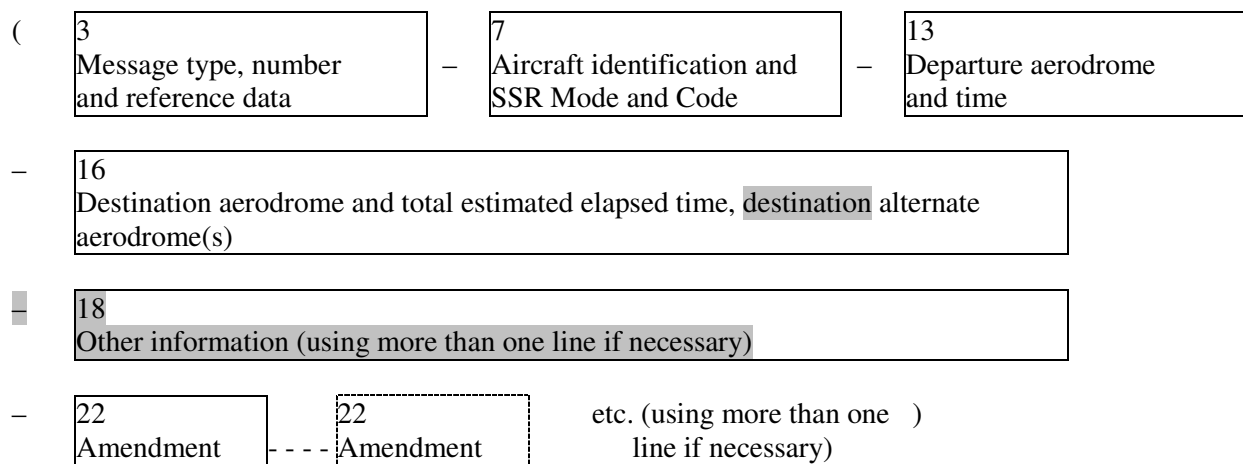 ( 3 7 13
Message type, number – Aircraft identification and – Departure aerodrome
and reference data SSR Mode and Code and time
– 16
Destination aerodrome and total estimated elapsed time, destination alternate
aerodrome(s)
– 18
Other information (using more than one line if necessary)
– 22 22 etc. (using more than one )
Amendment - - - - Amendment line if necessary)